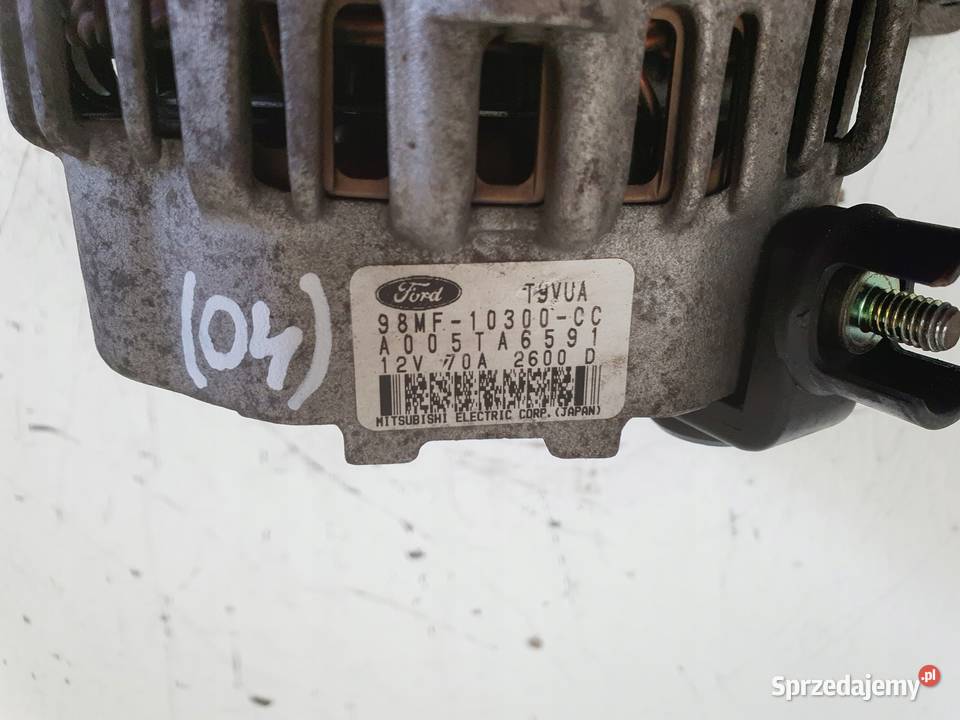 (04)
Ford T9VUA
98MF-10300-CC
A005TA6591
12V 70A 2600 D
MITSUBISHI ELECTRIC CORP. (JAPAN)
Sprzedajemy.pl